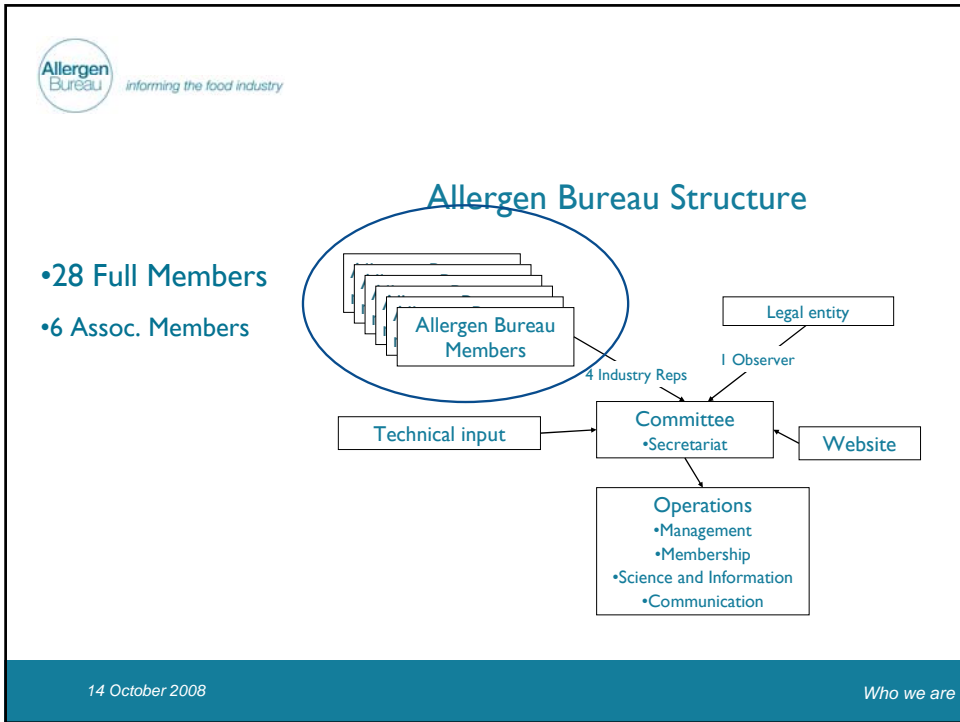 Allergen
Bureau
informing the food industry
Allergen Bureau Structure
•28 Full Members
•6 Assoc. Members
Allergen Bureau
Members
Legal entity
4 Industry Reps
1 Observer
Technical input
Committee
•Secretariat
Website
Operations
•Management
•Membership
•Science and Information
•Communication
14 October 2008
Who we are